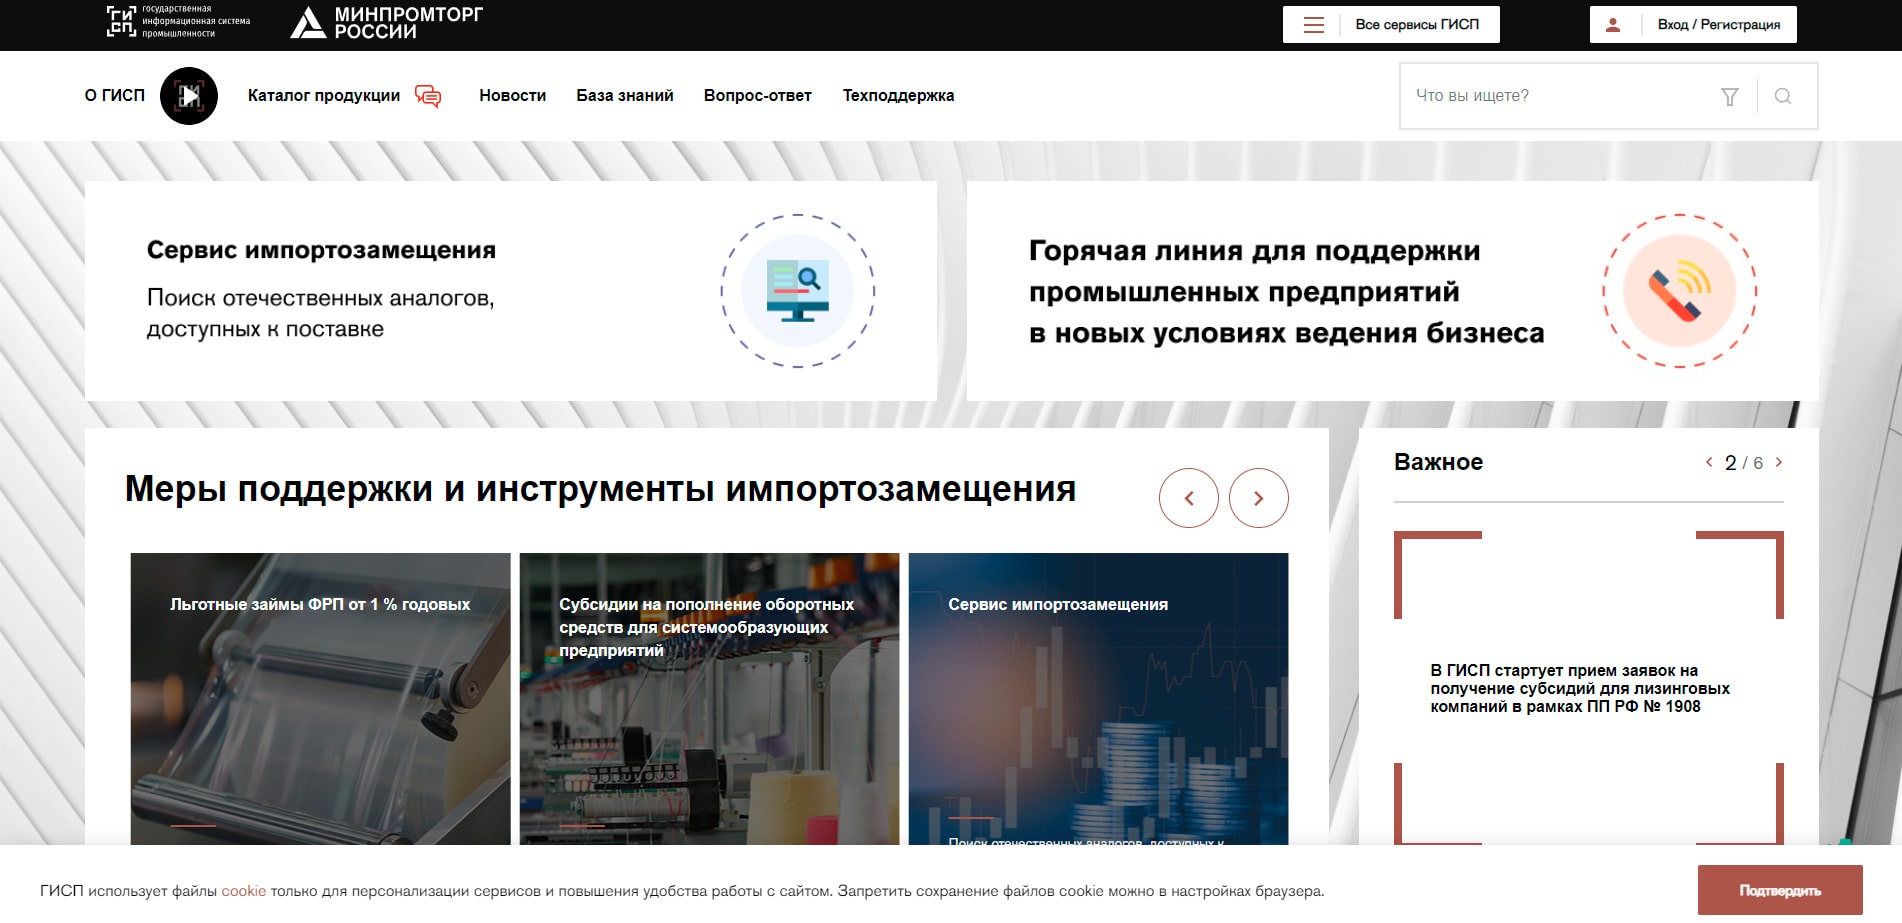 государственная
информационная система
промышленности
ГИСП
МИНПРОМТОРГ
РОССИИ
Все сервисы ГИСП
Вход / Регистрация
О ГИСП
Каталог продукции
Новости
База знаний
Вопрос-ответ
Техподдержка
Что вы ищете?
Сервис импортозамещения
Поиск отечественных аналогов,
доступных к поставке
Горячая линия для поддержки
промышленных предприятий
в новых условиях ведения бизнеса
Меры поддержки и инструменты импортозамещения
Льготные займы ФРП от 1 % годовых
Субсидии на пополнение оборотных
средств для системообразующих
предприятий
Сервис импортозамещения
Поиск отечественных аналогов, доступных к
Важное
2 / 6
В ГИСП стартует прием заявок на
получение субсидий для лизинговых
компаний в рамках ПП РФ № 1908
ГИСП использует файлы cookie только для персонализации сервисов и повышения удобства работы с сайтом. Запретить сохранение файлов cookie можно в настройках браузера.
Подтвердить